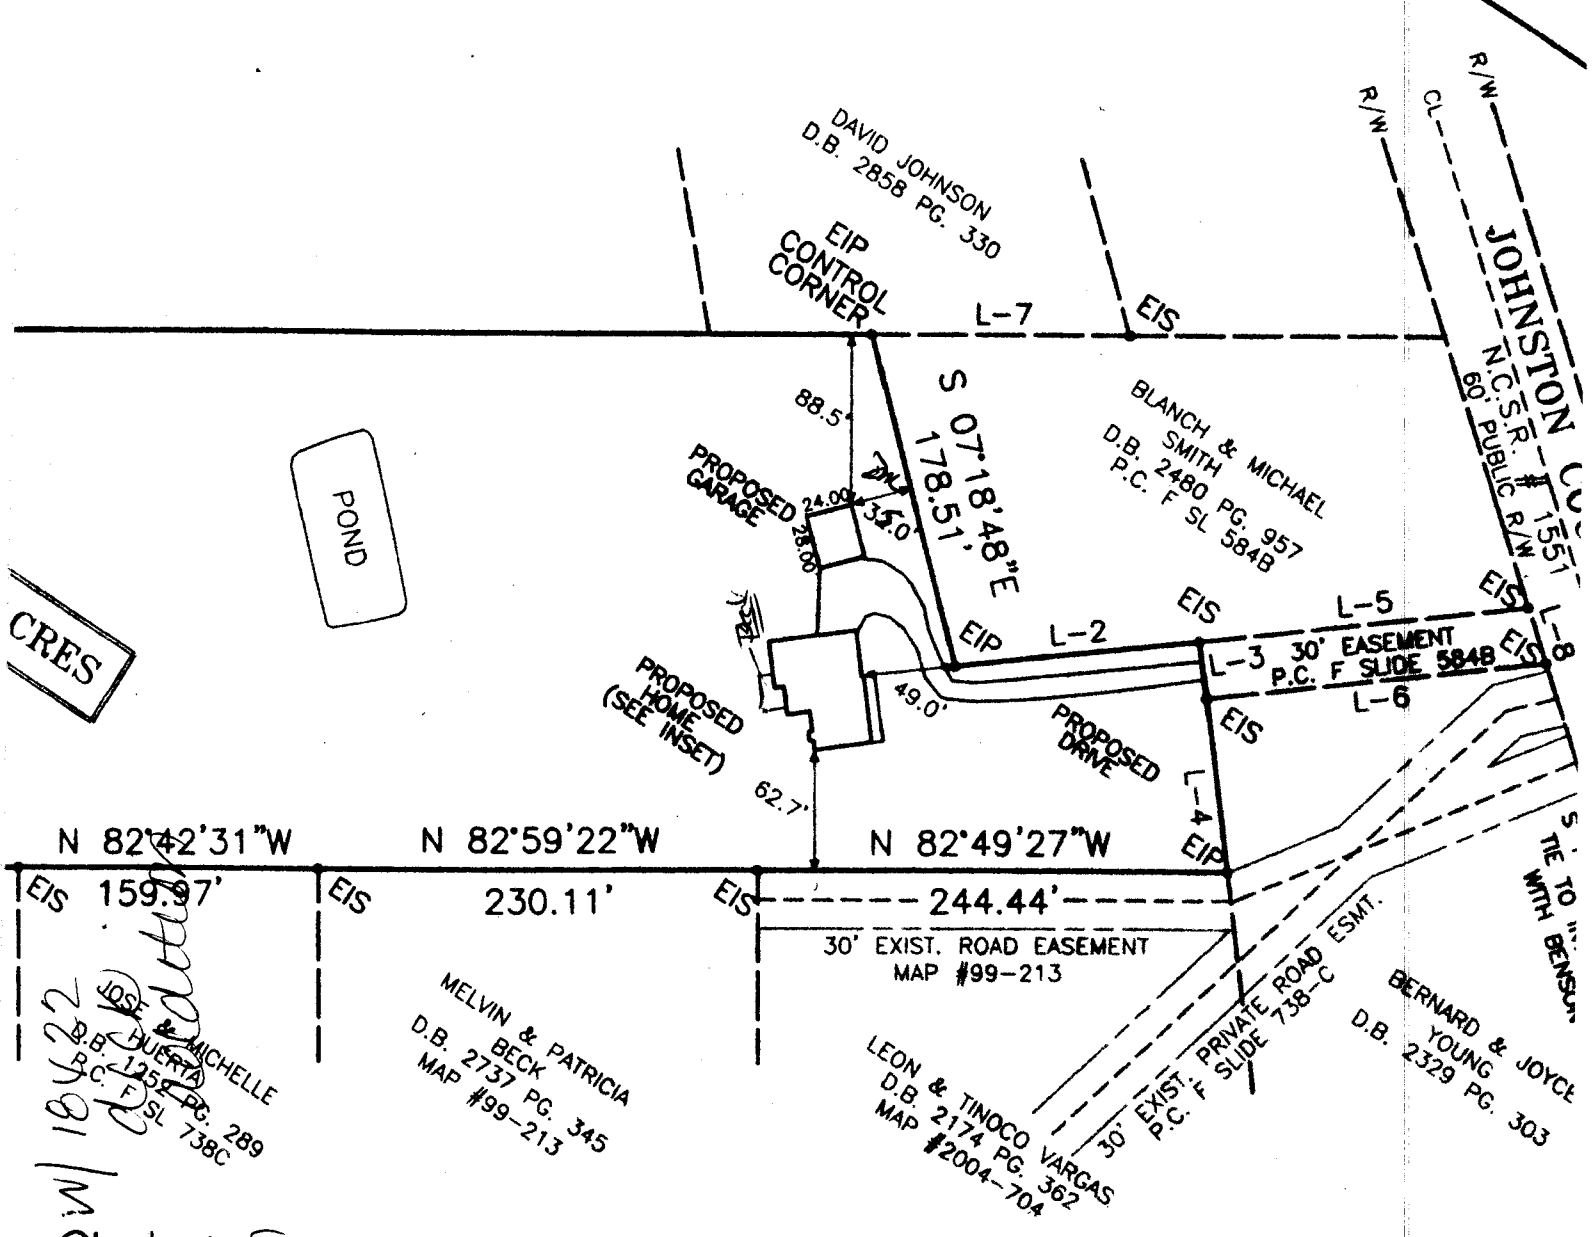 R/W
CL
R/W
DAVID JOHNSON
D.B. 2858 PG. 330
EIP
CONTROL
CORNER
L-7
EIS
JOHNSTON
N.C.S.R. # 1551
60' PUBLIC R/W
88.5'
S 07°18'48"E
178.51'
BLANCH & MICHAEL
SMITH
D.B. 2480 PG. 957
P.C. F SL 584B
PROPOSED
GARAGE
24.00
28.00
POND
CRES
EIP
L-2
EIS
L-5
EIS
L-3
30' EASEMENT
P.C. F SLIDE 584B
EIS
L-8
L-6
EIS
PROPOSED
HOME
(SEE INSET)
49.0'
PROPOSED
DRIVE
L-4
62.7'
N 82°42'31"W
159.97'
N 82°59'22"W
230.11'
N 82°49'27"W
244.44'
EIP
EIS
EIS
EIS
30' EXIST. ROAD EASEMENT
MAP #99-213
TIE TO
WITH BENSON
JOSE & MICHELLE
HUERTA
D.B. 1252 PG. 289
P.C. F SL 738C
W/ 18x22
MELVIN & PATRICIA
BECK
D.B. 2737 PG. 345
MAP #99-213
LEON & TINOCO VARGAS
D.B. 2174 PG. 362
MAP #2004-704
30' EXIST. PRIVATE ROAD ESMT.
P.C. F SLIDE 738-C
BERNARD & JOYCE
YOUNG
D.B. 2329 PG. 303